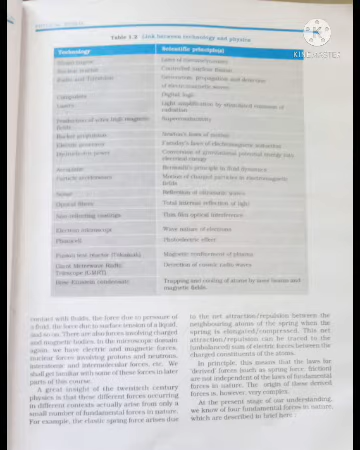 PHYSICAL WORLD
KINEMASTER
Table 1.2 Link between technology and physics
Technology Scientific principle(s)
Steam engine Laws of thermodynamics
Nuclear reactor Controlled nuclear fission
Radio and Television Generation, propagation and detection
of electromagnetic waves
Computers Digital logic
Lasers Light amplification by stimulated emission of
radiation
Production of ultra high magnetic Superconductivity
fields
Rocket propulsion Newton's laws of motion
Electric generator Faraday's laws of electromagnetic induction
Hydroelectric power Conversion of gravitational potential energy into
electrical energy
Aeroplane Bernoulli's principle in fluid dynamics
Particle accelerators Motion of charged particles in electromagnetic
fields
Sonar Reflection of ultrasonic waves
Optical fibres Total internal reflection of light
Non-reflecting coatings Thin film optical interference
Electron microscope Wave nature of electrons
Photocell Photoelectric effect
Fusion test reactor (Tokamak) Magnetic confinement of plasma
Giant Metrewave Radio Detection of cosmic radio waves
Telescope (GMRT)
Bose-Einstein condensate Trapping and cooling of atoms by laser beams and
magnetic fields.
contact with fluids, the force due to pressure of
a fluid, the force due to surface tension of a liquid,
and so on. There are also forces involving charged
and magnetic bodies. In the microscopic domain
again, we have electric and magnetic forces,
nuclear forces involving protons and neutrons,
interatomic and intermolecular forces, etc. We
shall get familiar with some of these forces in later
parts of this course.
A great insight of the twentieth century
physics is that these different forces occurring
in different contexts actually arise from only a
small number of fundamental forces in nature.
For example, the elastic spring force arises due
to the net attraction/repulsion between the
neighbouring atoms of the spring when the
spring is elongated/compressed. This net
attraction/repulsion can be traced to the
(unbalanced) sum of electric forces between the
charged constituents of the atoms.
In principle, this means that the laws for
'derived' forces (such as spring force, friction)
are not independent of the laws of fundamental
forces in nature. The origin of these derived
forces is, however, very complex.
At the present stage of our understanding,
we know of four fundamental forces in nature,
which are described in brief here :